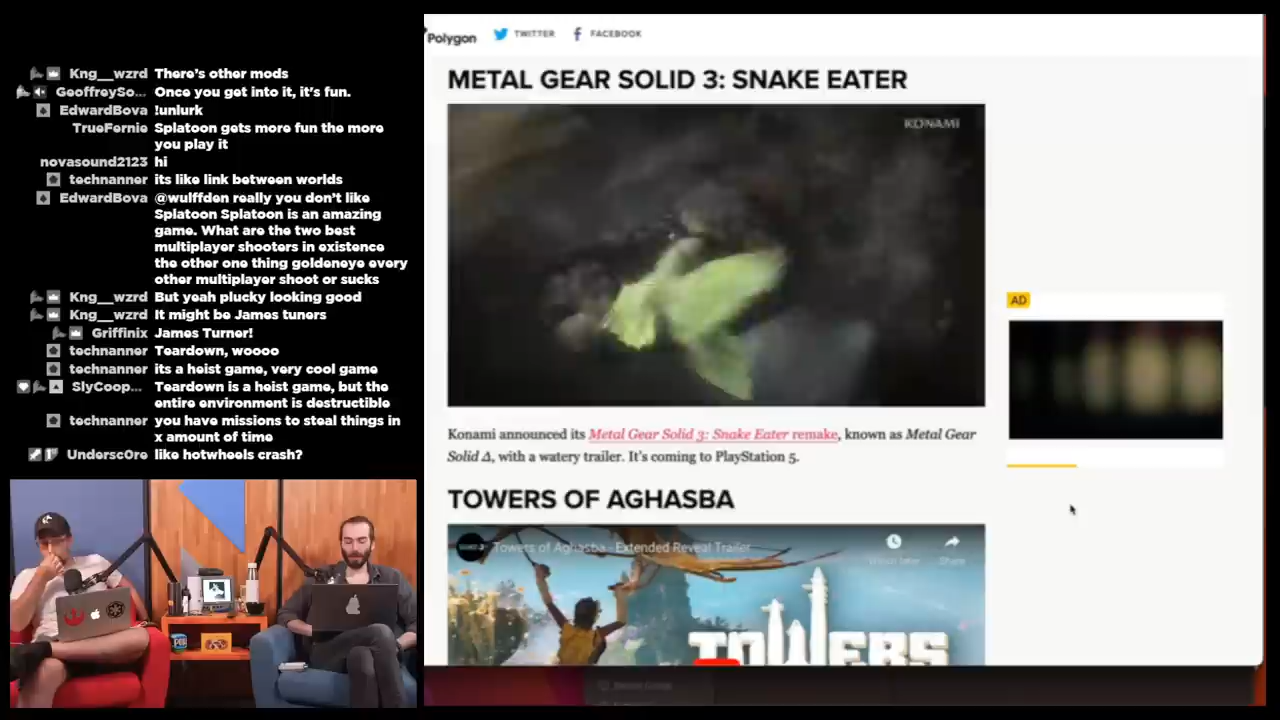 Kng__wzrd There's other mods
GeoffreySo... Once you get into it, it's fun.
EdwardBova !unlurk
TrueFernie Splatoon gets more fun the more
you play it
novasound2123 hi
technanner its like link between worlds
EdwardBova @wulffden really you don't like
Splatoon Splatoon is an amazing
game. What are the two best
multiplayer shooters in existence
the other one thing goldeneye every
other multiplayer shoot or sucks
Kng__wzrd But yeah plucky looking good
Kng__wzrd It might be James tuners
Griffinix James Turner!
technanner Teardown, woooo
technanner its a heist game, very cool game
SlyCoop... Teardown is a heist game, but the
entire environment is destructible
technanner you have missions to steal things in
x amount of time
Undersc0re like hotwheels crash?
Polygon TWITTER FACEBOOK
METAL GEAR SOLID 3: SNAKE EATER
KONAMI
AD
Konami announced its Metal Gear Solid 3: Snake Eater remake, known as Metal Gear
Solid Δ, with a watery trailer. It's coming to PlayStation 5.
TOWERS OF AGHASBA
Towers of Aghasba - Extended Reveal Trailer
Watch later Share
TOWERS